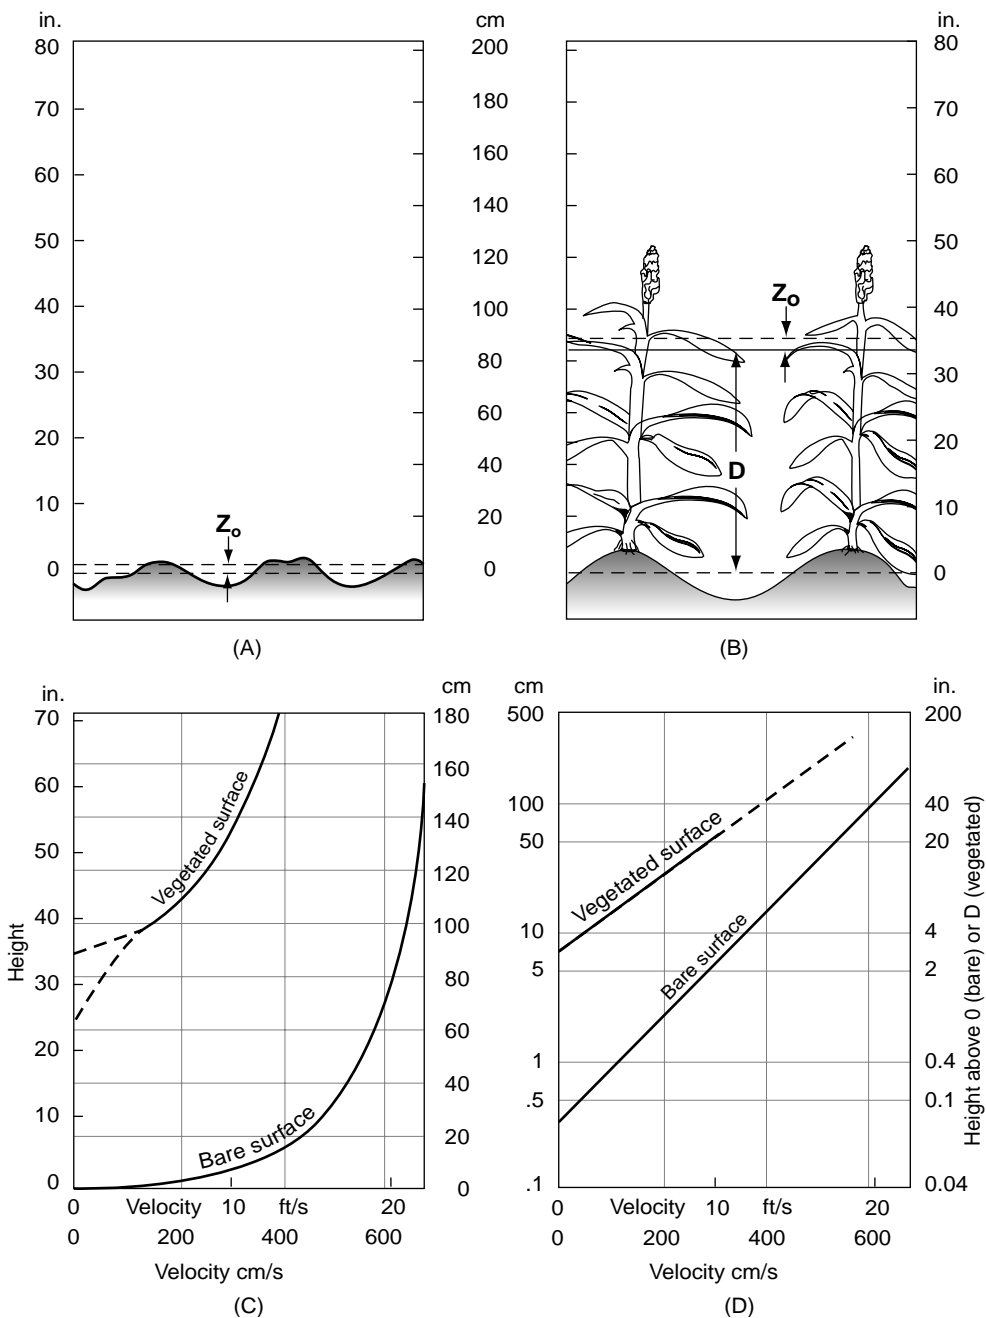 in.
80
70
60
50
40
30
20
10
0
Zo
(A)
cm
200
180
160
140
120
100
80
60
40
20
0
in.
80
70
60
50
40
30
20
10
0
Zo
D
(B)
in.
70
60
50
40
30
20
10
0
Height
cm
180
160
140
120
100
80
60
40
20
0
Vegetated surface
Bare surface
0 Velocity 10 ft/s 20
0 200 400 600
Velocity cm/s
(C)
cm
500
100
50
10
5
1
.5
.1
in.
200
40
20
4
2
0.4
0.1
0.04
Height above 0 (bare) or D (vegetated)
Vegetated surface
Bare surface
0 Velocity 10 ft/s 20
0 200 400 600
Velocity cm/s
(D)